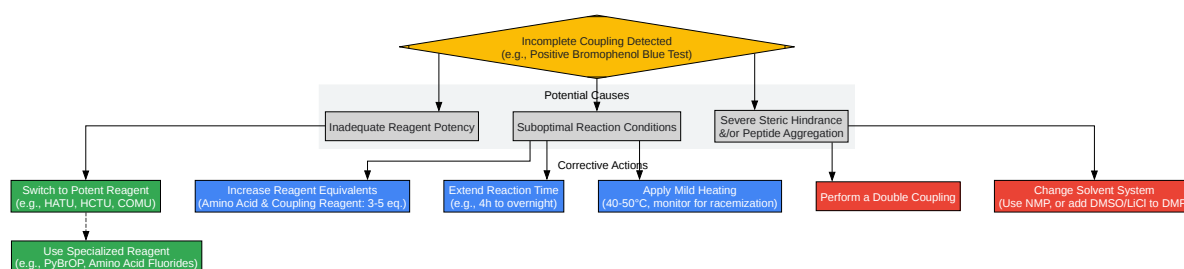 Incomplete Coupling Detected
(e.g., Positive Bromophenol Blue Test)
Potential Causes
Inadequate Reagent Potency
Suboptimal Reaction Conditions
Severe Steric Hindrance
&/or Peptide Aggregation
Corrective Actions
Switch to Potent Reagent
(e.g., HATU, HCTU, COMU)
Increase Reagent Equivalents
(Amino Acid & Coupling Reagent: 3-5 eq.)
Extend Reaction Time
(e.g., 4h to overnight)
Apply Mild Heating
(40-50°C, monitor for racemization)
Perform a Double Coupling
Change Solvent System
(Use NMP, or add DMSO/LiCl to DMF
Use Specialized Reagent
(e.g., PyBrOP, Amino Acid Fluorides)